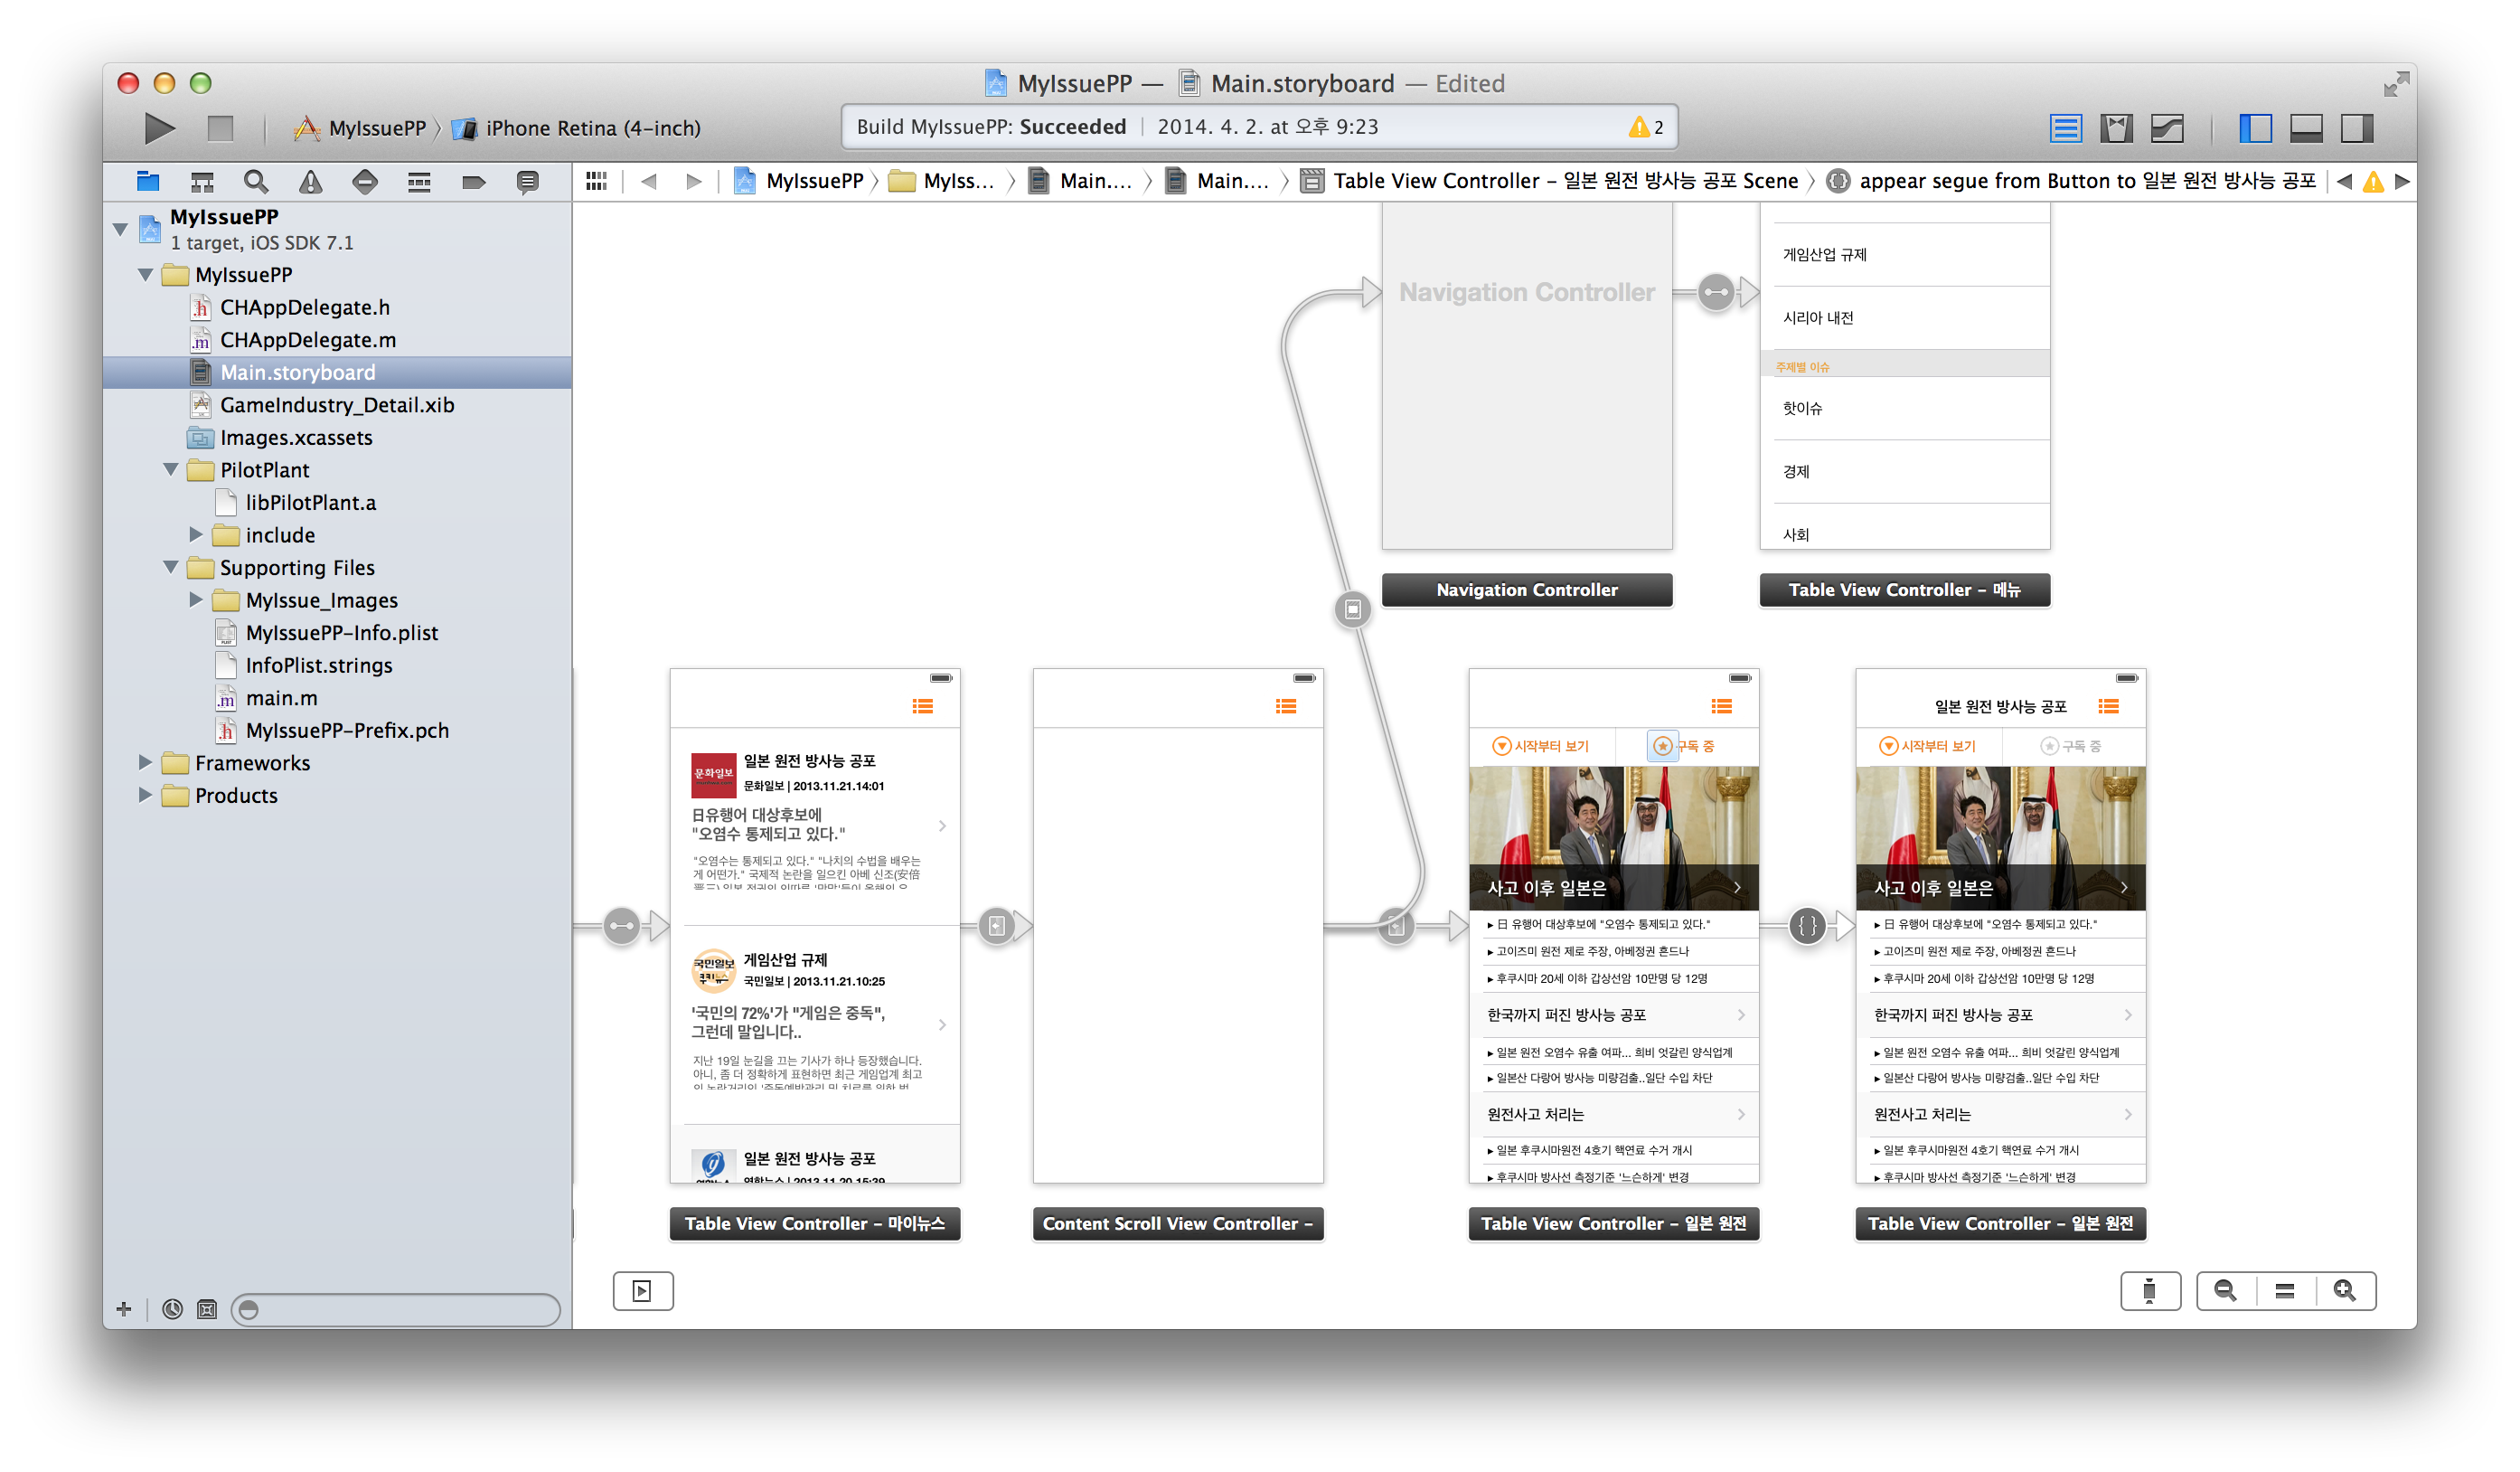 MyIssuePP — Main.storyboard — Edited
MyIssuePP iPhone Retina (4-inch)
Build MyIssuePP: Succeeded 2014. 4. 2. at 오후 9:23
2
MyIssuePP MyIss... Main.... Main.... Table View Controller – 일본 원전 방사능 공포 Scene appear segue from Button to 일본 원전 방사능 공포
MyIssuePP
1 target, iOS SDK 7.1
MyIssuePP
CHAppDelegate.h
CHAppDelegate.m
Main.storyboard
GameIndustry_Detail.xib
Images.xcassets
PilotPlant
libPilotPlant.a
include
Supporting Files
MyIssue_Images
MyIssuePP-Info.plist
InfoPlist.strings
main.m
MyIssuePP-Prefix.pch
Frameworks
Products
Navigation Controller
Navigation Controller
게임산업 규제
시리아 내전
주제별 이슈
핫이슈
경제
사회
Table View Controller – 메뉴
문화일보
일본 원전 방사능 공포
문화일보 | 2013.11.21.14:01
日유행어 대상후보에
"오염수 통제되고 있다."
"오염수는 통제되고 있다." "나치의 수법을 배우는
게 어떤가." 국제적 논란을 일으킨 아베 신조(安倍
국민일보
쿠키뉴스
게임산업 규제
국민일보 | 2013.11.21.10:25
'국민의 72%'가 "게임은 중독",
그런데 말입니다..
지난 19일 눈길을 끄는 기사가 하나 등장했습니다.
아니, 좀 더 정확하게 표현하면 최근 게임업계 최고
일본 원전 방사능 공포
연합뉴스 | 2013.11.20.15:39
Table View Controller – 마이뉴스
Content Scroll View Controller –
시작부터 보기 구독 중
사고 이후 일본은
▸ 日 유행어 대상후보에 "오염수 통제되고 있다."
▸ 고이즈미 원전 제로 주장, 아베정권 흔드나
▸ 후쿠시마 20세 이하 갑상선암 10만명 당 12명
한국까지 퍼진 방사능 공포
▸ 일본 원전 오염수 유출 여파... 희비 엇갈린 양식업계
▸ 일본산 다랑어 방사능 미량검출..일단 수입 차단
원전사고 처리는
▸ 일본 후쿠시마원전 4호기 핵연료 수거 개시
▸ 후쿠시마 방사선 측정기준 '느슨하게' 변경
Table View Controller – 일본 원전
일본 원전 방사능 공포
시작부터 보기 구독 중
사고 이후 일본은
▸ 日 유행어 대상후보에 "오염수 통제되고 있다."
▸ 고이즈미 원전 제로 주장, 아베정권 흔드나
▸ 후쿠시마 20세 이하 갑상선암 10만명 당 12명
한국까지 퍼진 방사능 공포
▸ 일본 원전 오염수 유출 여파... 희비 엇갈린 양식업계
▸ 일본산 다랑어 방사능 미량검출..일단 수입 차단
원전사고 처리는
▸ 일본 후쿠시마원전 4호기 핵연료 수거 개시
▸ 후쿠시마 방사선 측정기준 '느슨하게' 변경
Table View Controller – 일본 원전